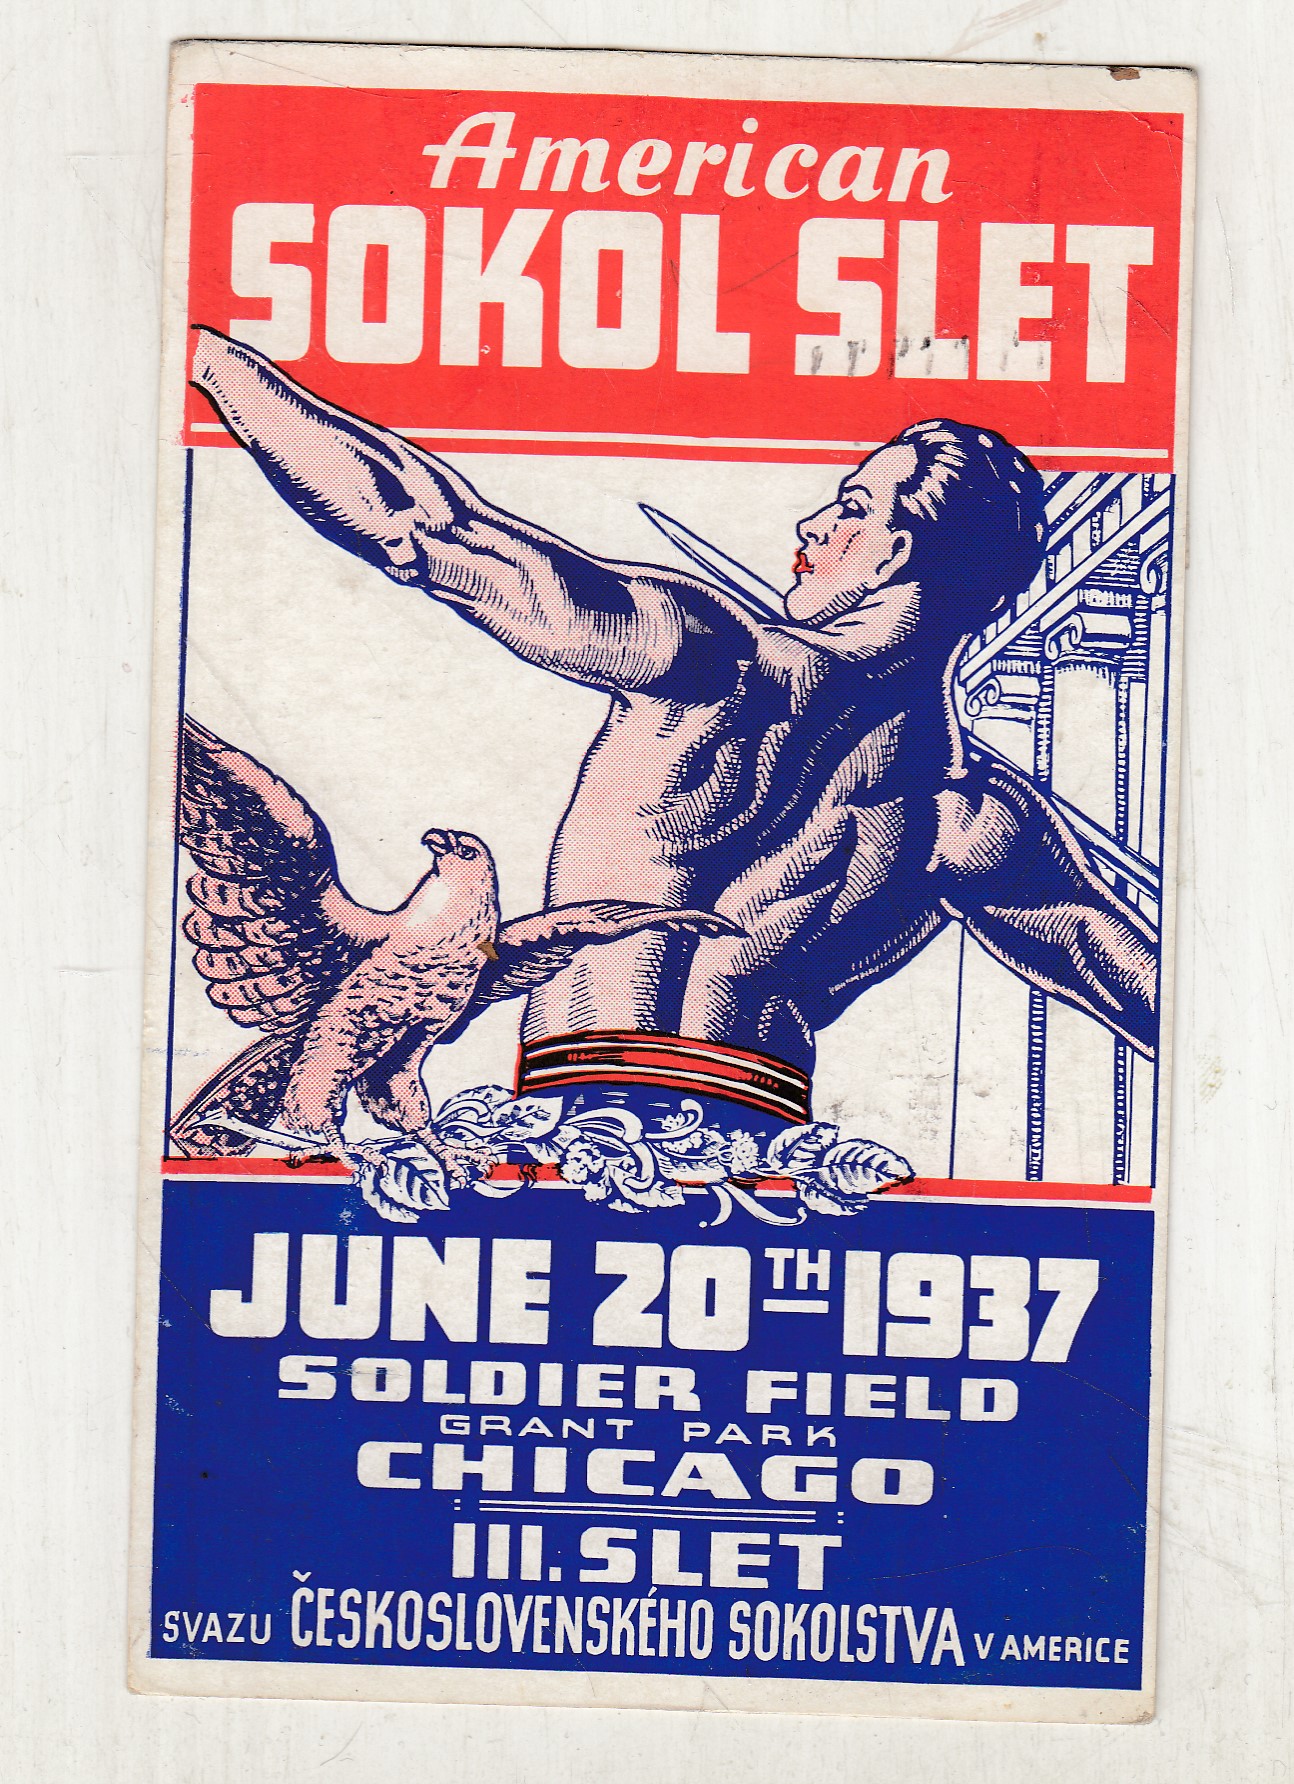 American
SOKOL SLET
JUNE 20TH 1937
SOLDIER FIELD
GRANT PARK
CHICAGO
III. SLET
SVAZU ČESKOSLOVENSKÉHO SOKOLSTVA V AMERICE